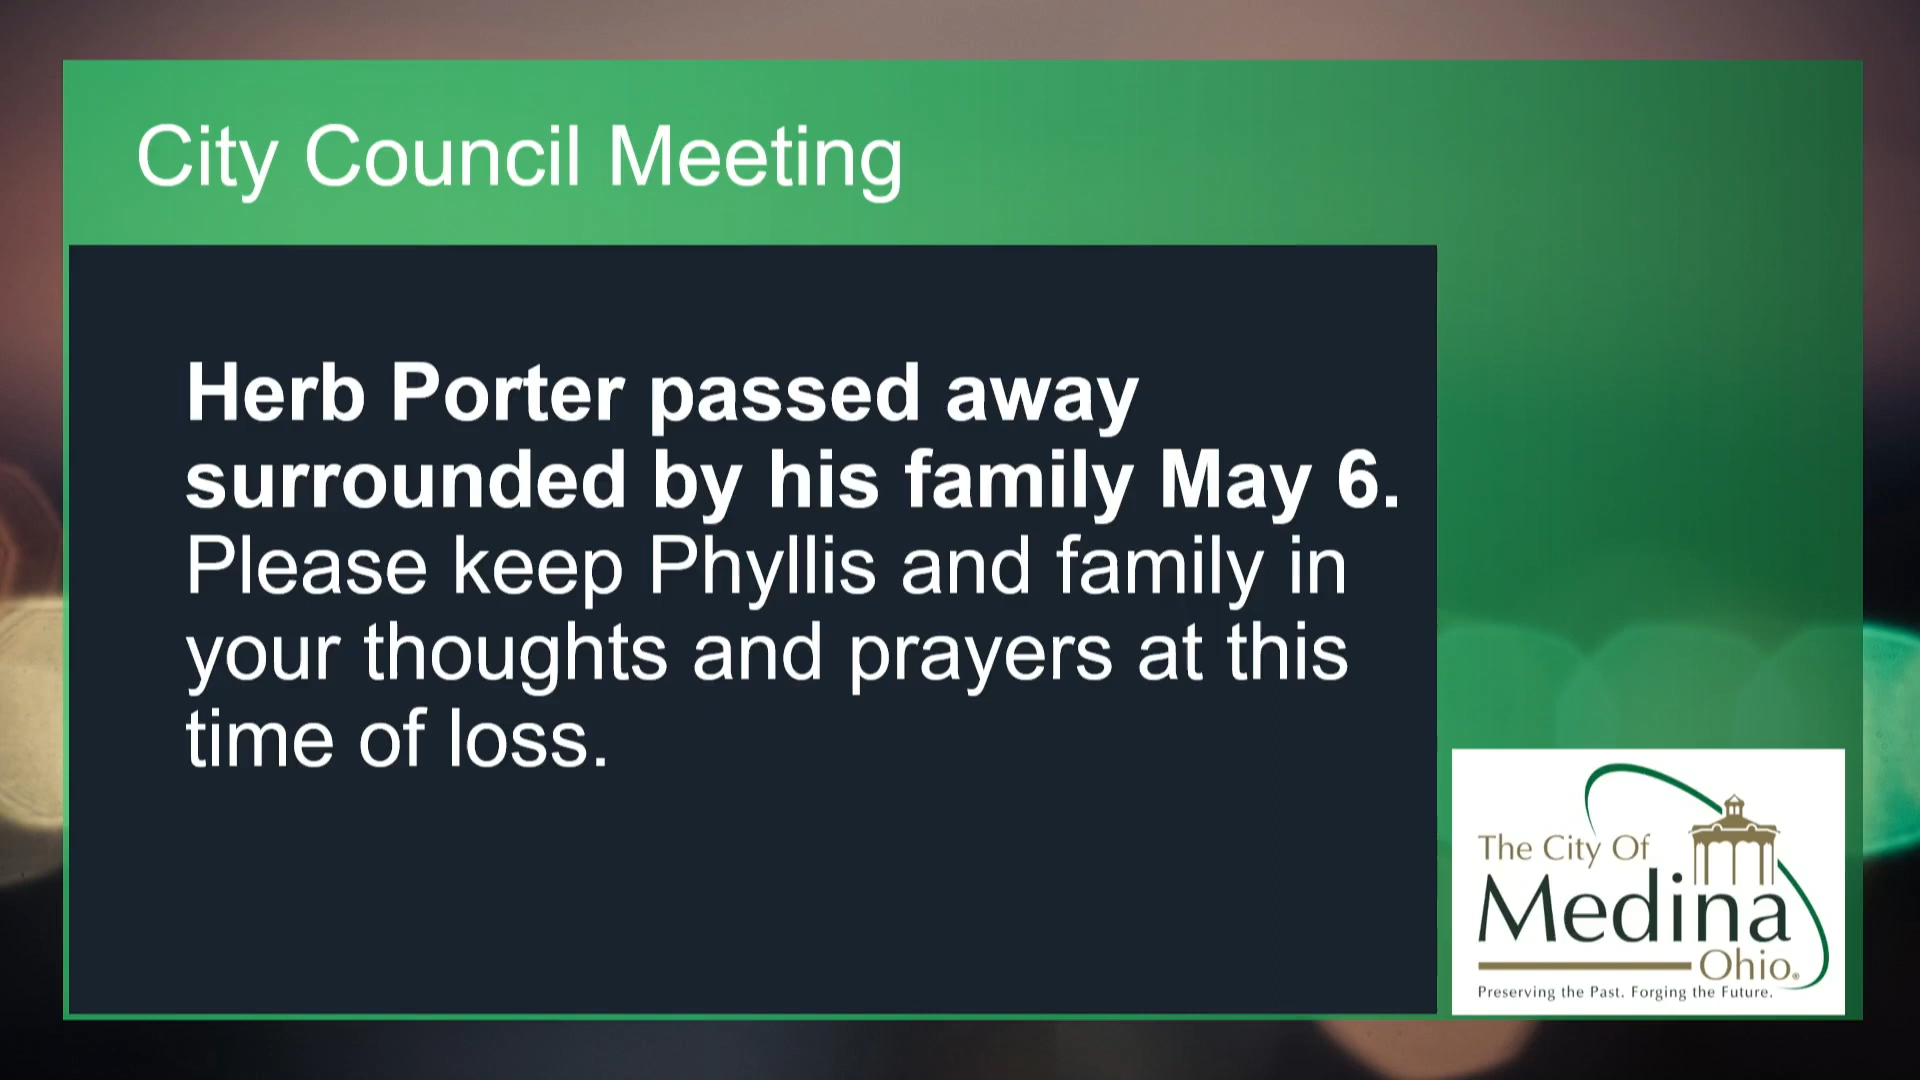 City Council Meeting
Herb Porter passed away
surrounded by his family May 6.
Please keep Phyllis and family in
your thoughts and prayers at this
time of loss.
The City Of
Medina
Ohio®
Preserving the Past. Forging the Future.